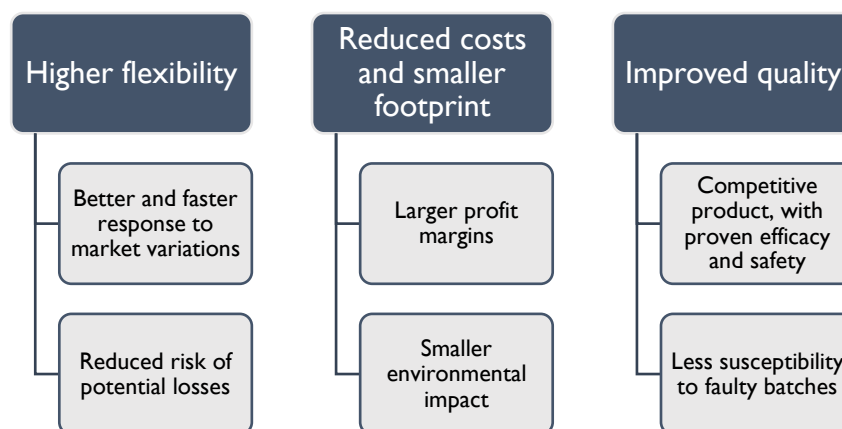 Higher flexibility
Better and faster
response to
market variations
Reduced risk of
potential losses
Reduced costs
and smaller
footprint
Larger profit
margins
Smaller
environmental
impact
Improved quality
Competitive
product, with
proven efficacy
and safety
Less susceptibility
to faulty batches